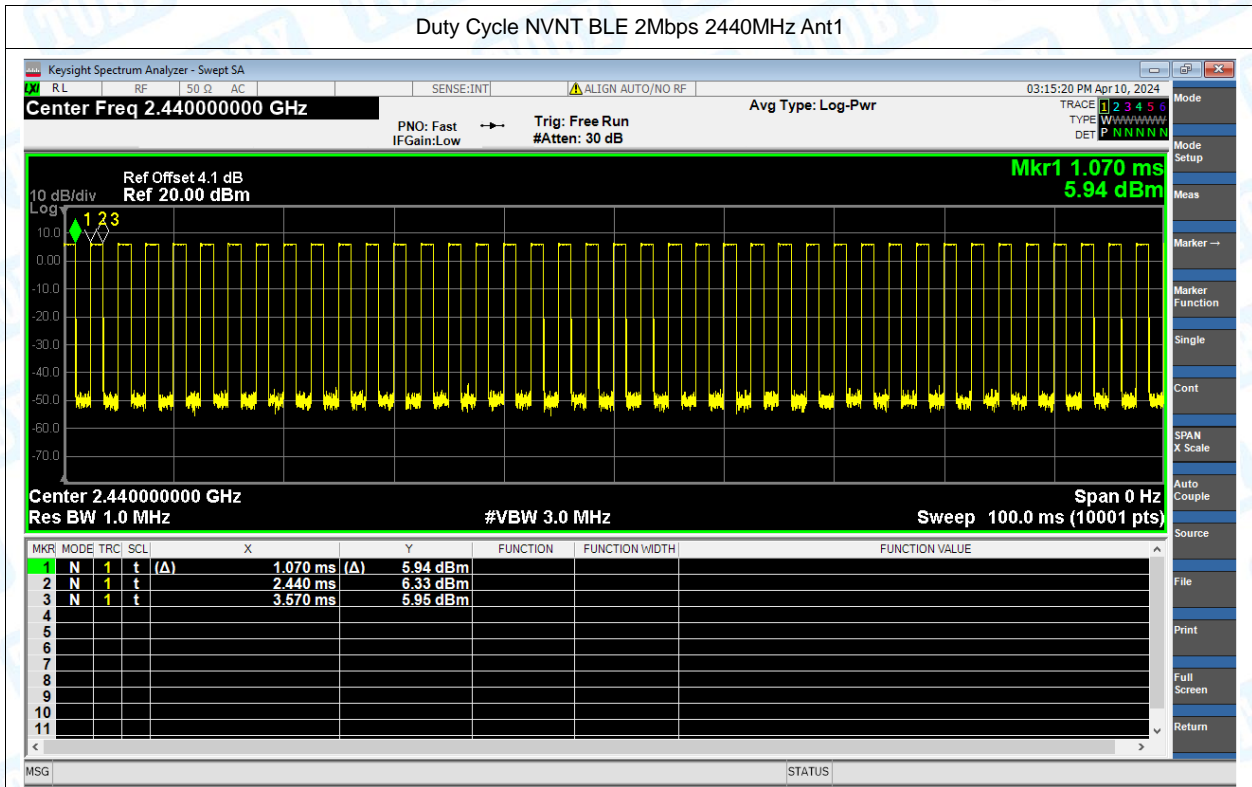 Duty Cycle NVNT BLE 2Mbps 2440MHz Ant1
Keysight Spectrum Analyzer - Swept SA
LXI RL RF 50 Ω AC SENSE:INT ALIGN AUTO/NO RF 03:15:20 PM Apr 10, 2024
Center Freq 2.440000000 GHz Avg Type: Log-Pwr TRACE 1 2 3 4 5 6
PNO: Fast Trig: Free Run TYPE WWWWWWW
IFGain:Low #Atten: 30 dB DET P N N N N N
Mkr1 1.070 ms
5.94 dBm
Ref Offset 4.1 dB
10 dB/div Ref 20.00 dBm
Log
1 2 3
10.0
0.00
-10.0
-20.0
-30.0
-40.0
-50.0
-60.0
-70.0
Center 2.440000000 GHz Span 0 Hz
Res BW 1.0 MHz #VBW 3.0 MHz Sweep 100.0 ms (10001 pts)
MKR MODE TRC SCL X Y FUNCTION FUNCTION WIDTH FUNCTION VALUE
1 N 1 t (Δ) 1.070 ms (Δ) 5.94 dBm
2 N 1 t 2.440 ms 6.33 dBm
3 N 1 t 3.570 ms 5.95 dBm
4
5
6
7
8
9
10
11
MSG STATUS
Mode
Mode
Setup
Meas
Marker →
Marker
Function
Single
Cont
SPAN
X Scale
Auto
Couple
Source
File
Print
Full
Screen
Return